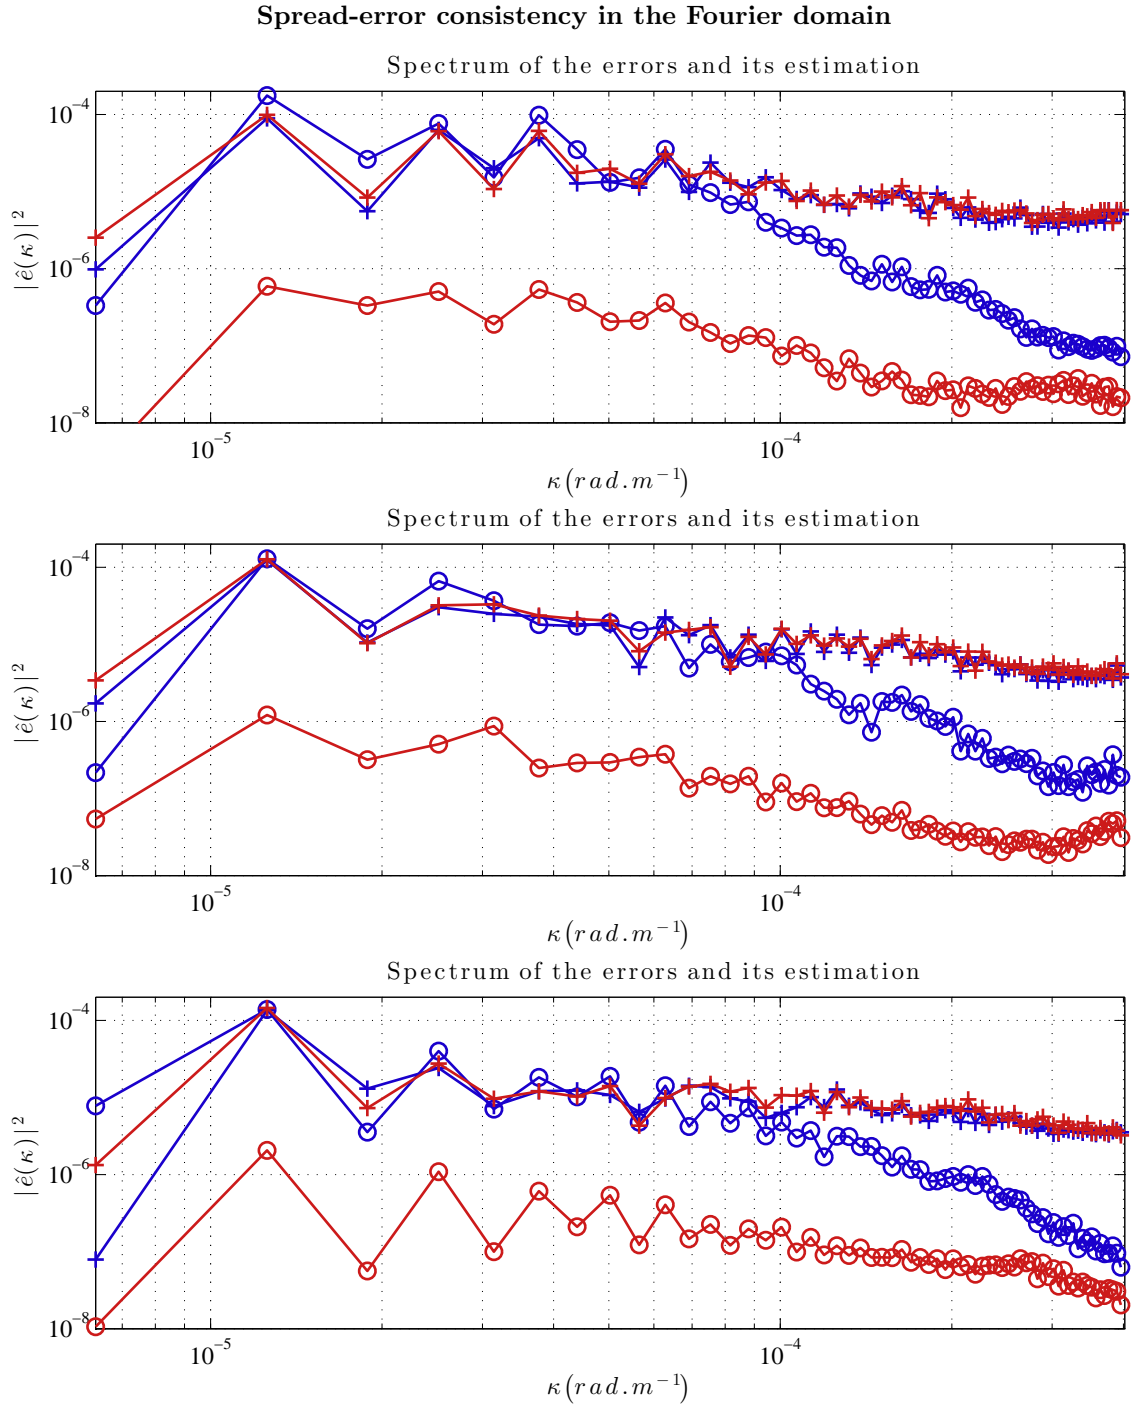 Spread-error consistency in the Fourier domain
Spectrum of the errors and its estimation
10⁻⁴
10⁻⁶
10⁻⁸
|ê(κ)|²
10⁻⁵ 10⁻⁴
κ(rad.m⁻¹)
Spectrum of the errors and its estimation
10⁻⁴
10⁻⁶
10⁻⁸
|ê(κ)|²
10⁻⁵ 10⁻⁴
κ(rad.m⁻¹)
Spectrum of the errors and its estimation
10⁻⁴
10⁻⁶
10⁻⁸
|ê(κ)|²
10⁻⁵ 10⁻⁴
κ(rad.m⁻¹)